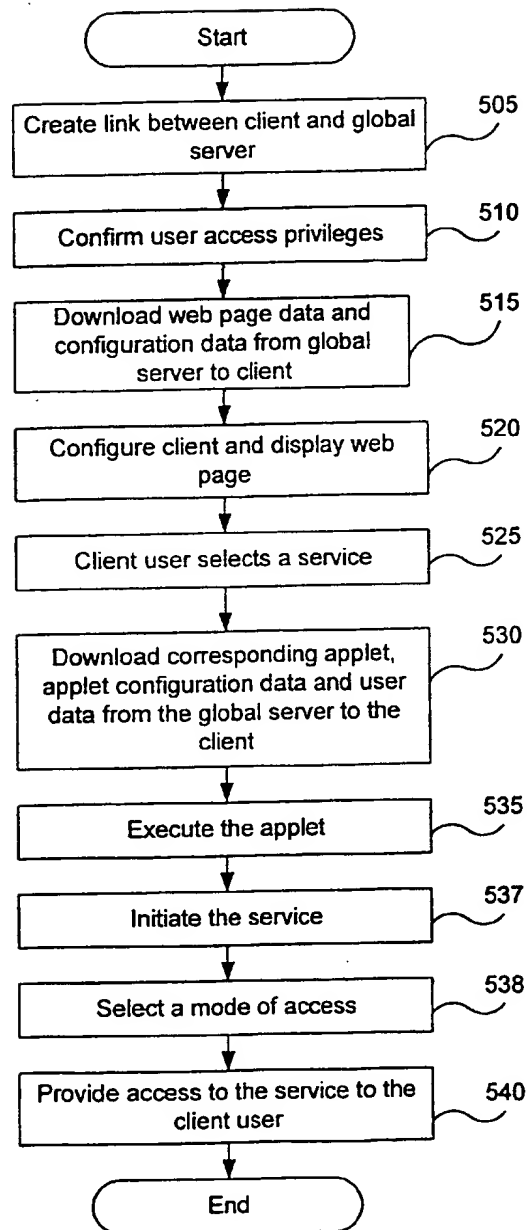 Start
Create link between client and global
server
505
Confirm user access privileges
510
Download web page data and
configuration data from global
server to client
515
Configure client and display web
page
520
Client user selects a service
525
Download corresponding applet,
applet configuration data and user
data from the global server to the
client
530
Execute the applet
535
Initiate the service
537
Select a mode of access
538
Provide access to the service to the
client user
540
End